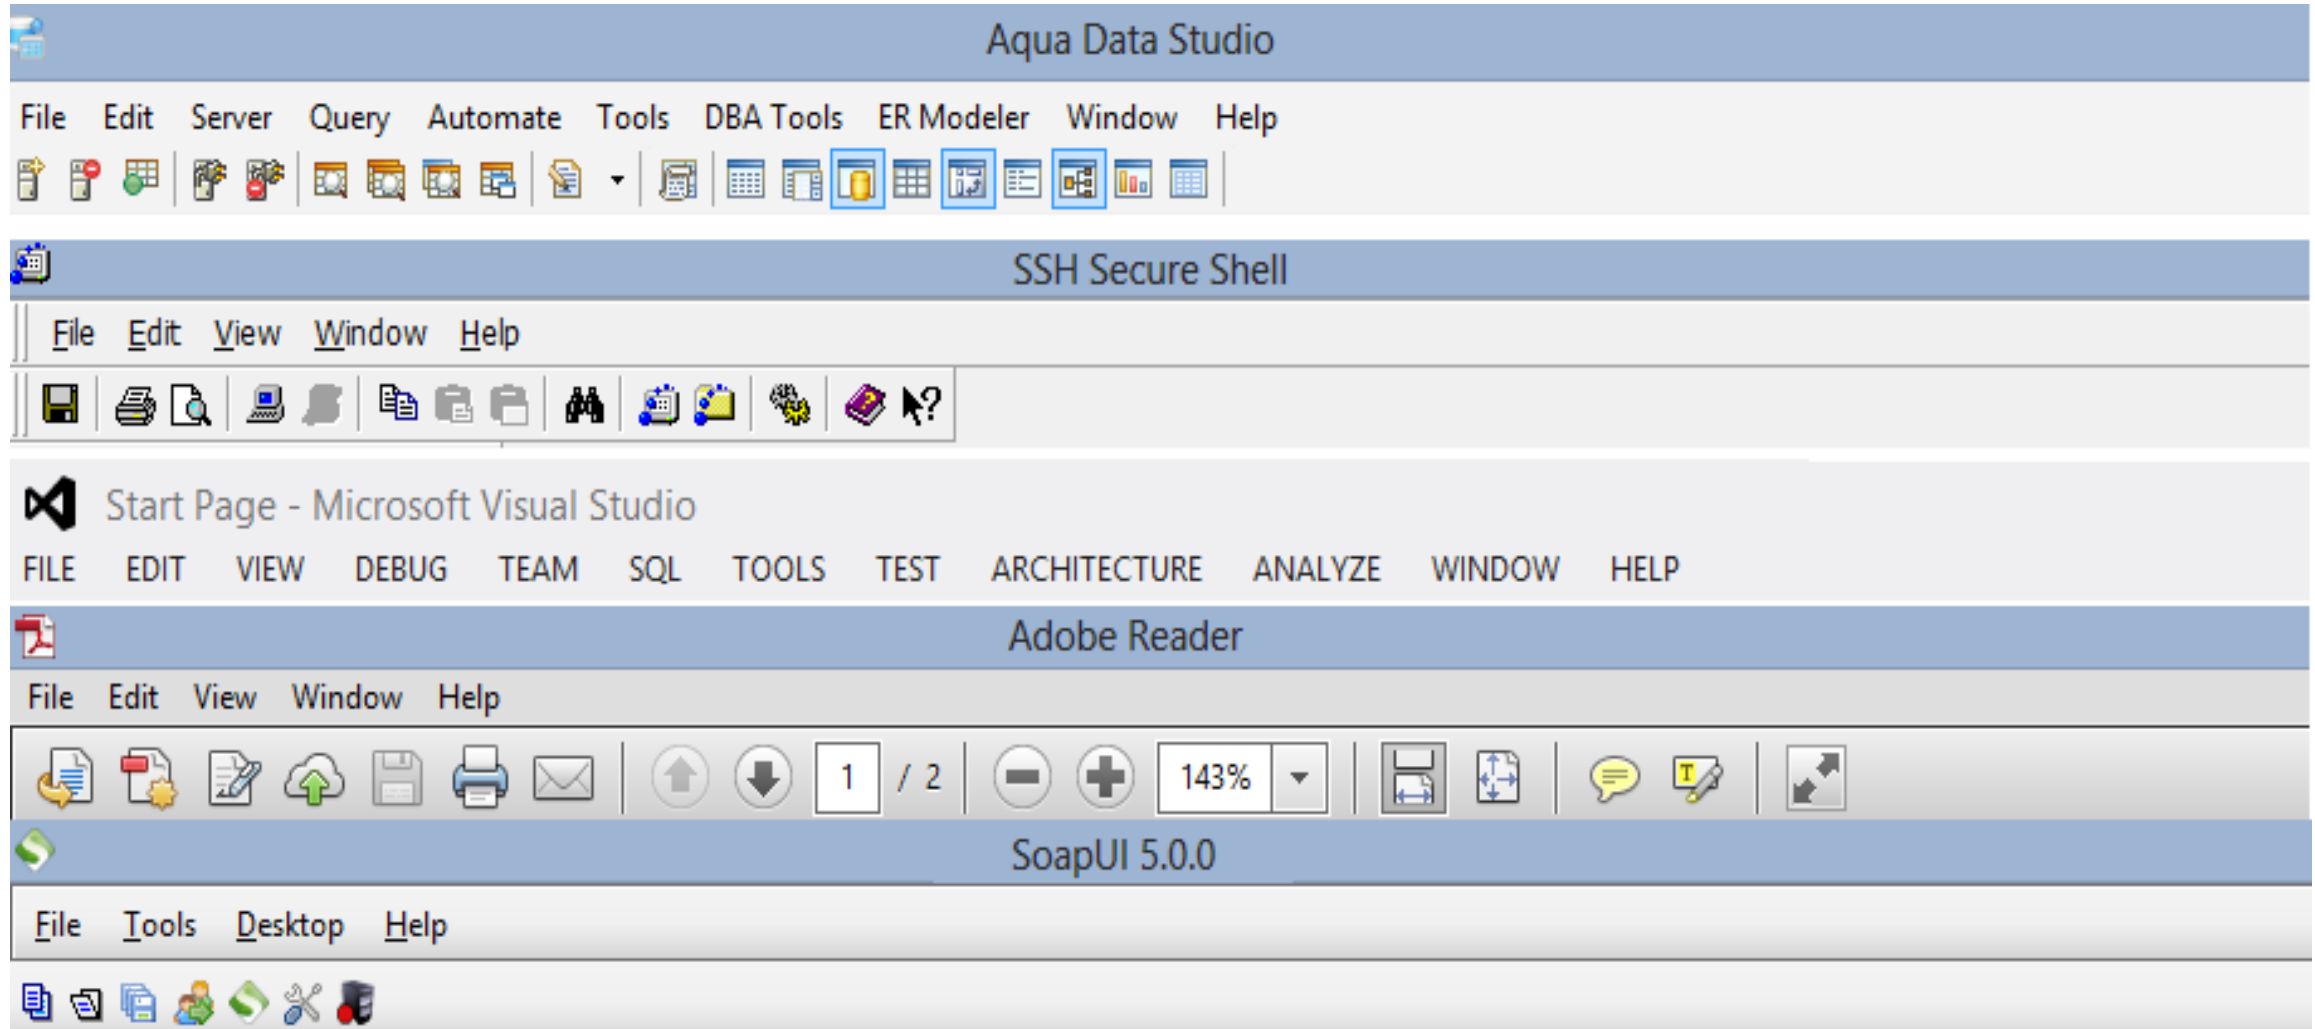 Aqua Data Studio
File Edit Server Query Automate Tools DBA Tools ER Modeler Window Help
SSH Secure Shell
File Edit View Window Help
Start Page - Microsoft Visual Studio
FILE EDIT VIEW DEBUG TEAM SQL TOOLS TEST ARCHITECTURE ANALYZE WINDOW HELP
Adobe Reader
File Edit View Window Help
1 / 2 143%
SoapUI 5.0.0
File Tools Desktop Help